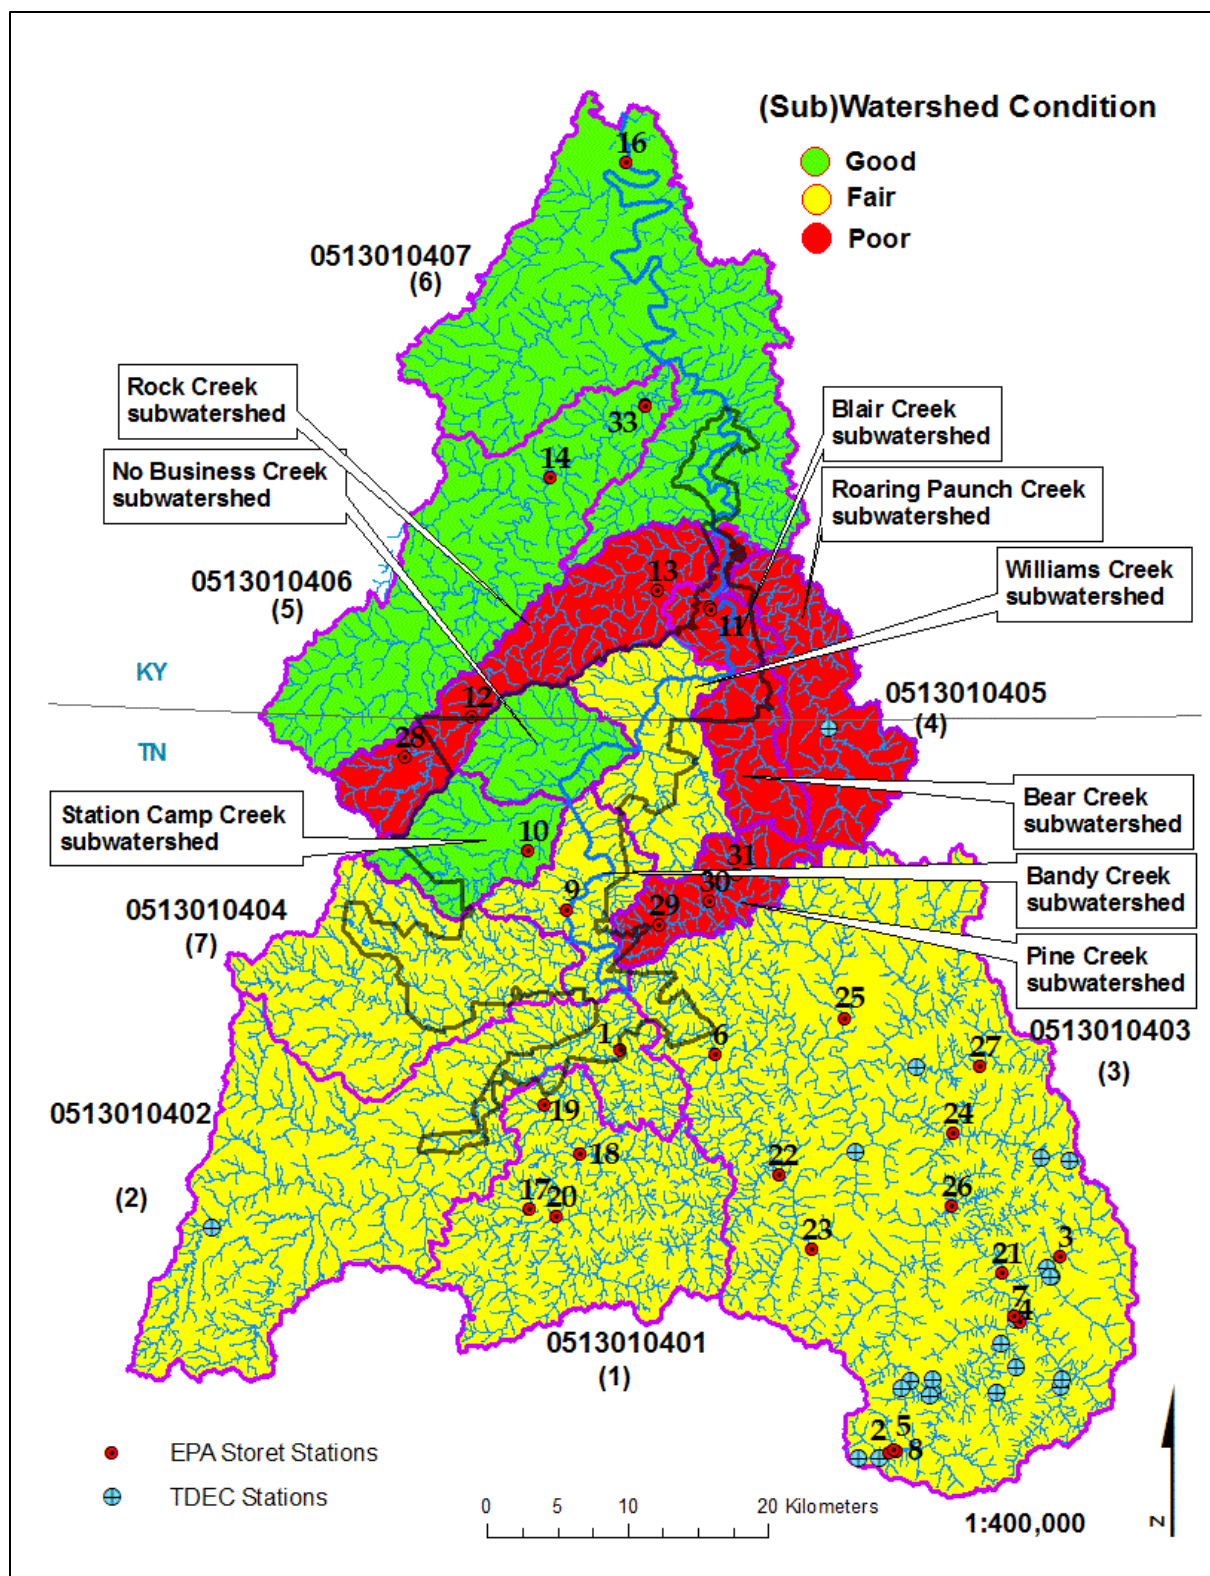 (Sub)Watershed Condition
Good
Fair
Poor
16
0513010407
(6)
Rock Creek
subwatershed
Blair Creek
subwatershed
33
No Business Creek
subwatershed
14
Roaring Paunch Creek
subwatershed
Williams Creek
subwatershed
0513010406
(5)
13
11
KY
TN
12
28
0513010405
(4)
Station Camp Creek
subwatershed
10
Bear Creek
subwatershed
31
30
29
9
Bandy Creek
subwatershed
0513010404
(7)
Pine Creek
subwatershed
25
1
6
27
0513010403
(3)
0513010402
(2)
19
18
24
22
17
20
26
23
21
3
7
4
0513010401
(1)
2
5
8
EPA Storet Stations
TDEC Stations
0 5 10 20 Kilometers
1:400,000
N